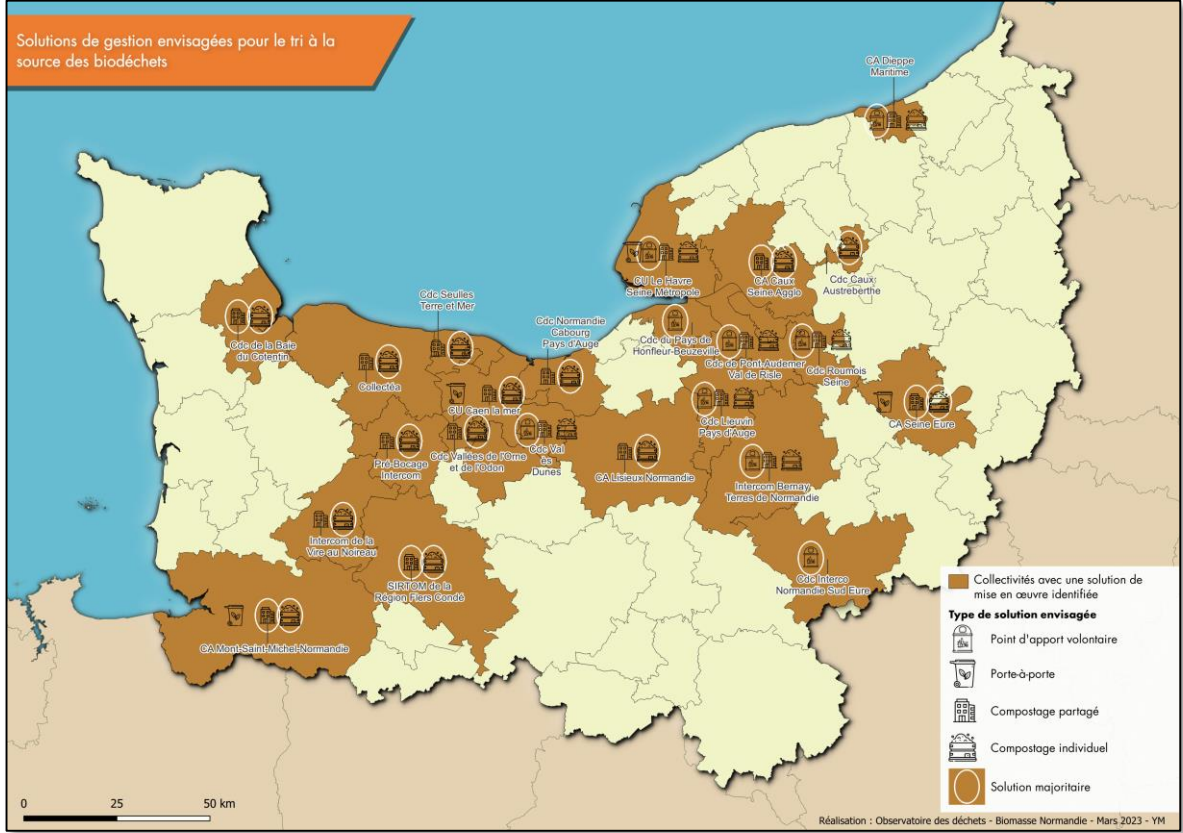 Solutions de gestion envisagées pour le tri à la
source des biodéchets
CA Dieppe
Maritime
CU Le Havre
Seine Métropole
CA Caux
Seine Agglo
Cdc Caux
Austreberthe
Cdc Seulles
Terre et Mer
Cdc Normandie
Cabourg
Pays d'Auge
Cdc de la Baie
du Cotentin
Cdc du Pays de
Honfleur-Beuzeville
Cdc de Pont-Audemer
Val de Risle
Cdc Roumois
Seine
Collectéa
CU Caen la mer
Cdc Lieuvin
Pays d'Auge
CA Seine Eure
Pré-Bocage
Intercom
Cdc Vallées de l'Orne
et de l'Odon
Cdc Val
ès
Dunes
CA Lisieux Normandie
Intercom Bernay
Terres de Normandie
Intercom de la
Vire au Noireau
SIRTOM de la
Région Flers Condé
Cdc Interco
Normandie Sud Eure
CA Mont-Saint-Michel-Normandie
Collectivités avec une solution de
mise en œuvre identifiée
Type de solution envisagée
Point d'apport volontaire
Porte-à-porte
Compostage partagé
Compostage individuel
Solution majoritaire
0 25 50 km
Réalisation : Observatoire des déchets - Biomasse Normandie - Mars 2023 - YM